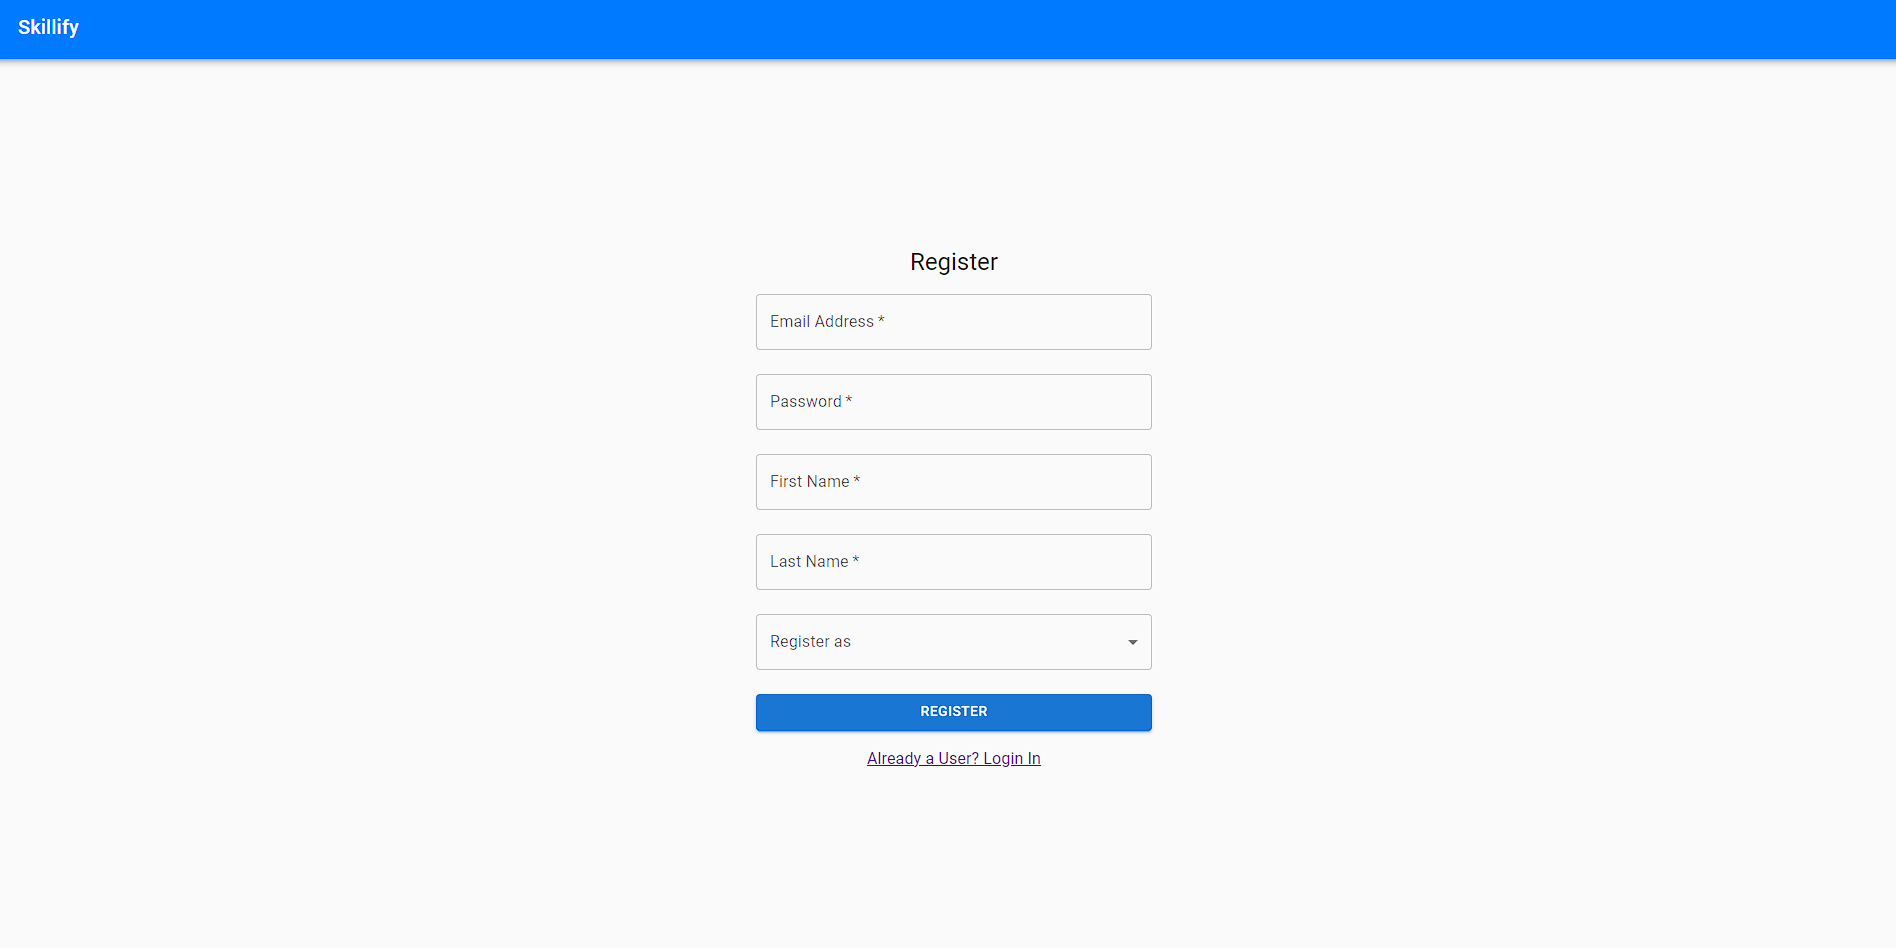 Skillify
Register
Email Address *
Password *
First Name *
Last Name *
Register as
REGISTER
Already a User? Login In